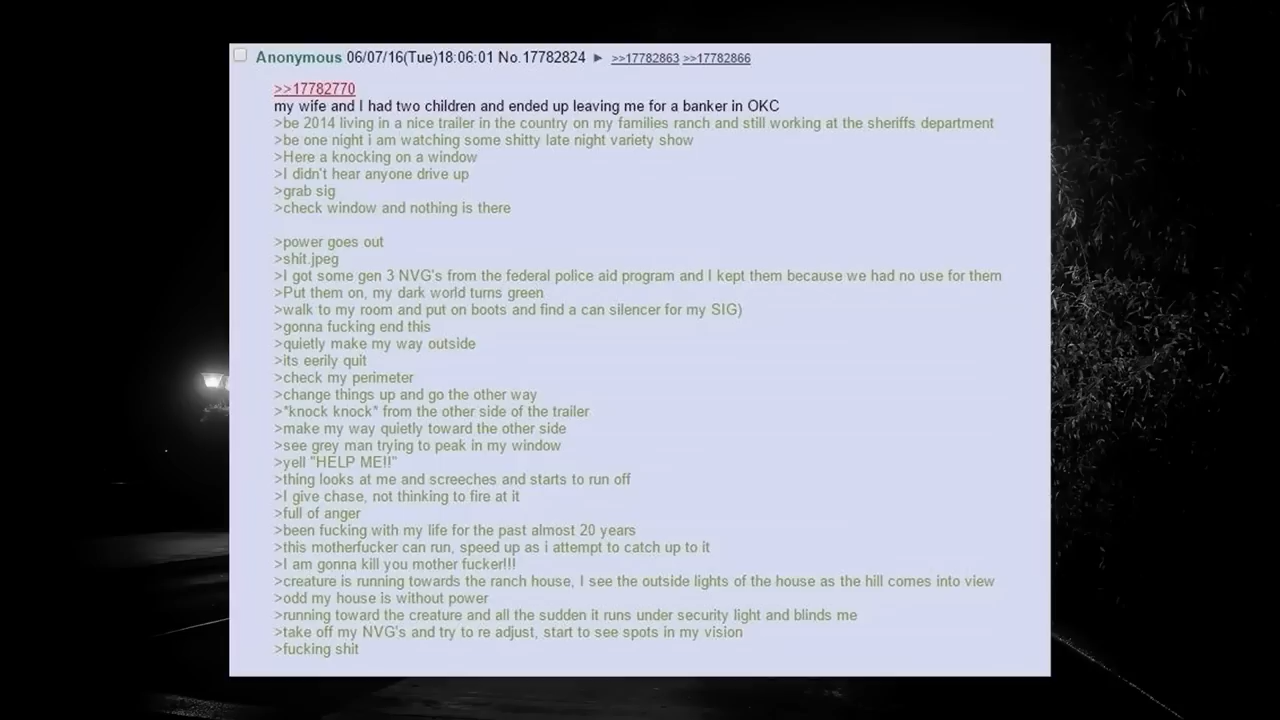 Anonymous 06/07/16(Tue)18:06:01 No.17782824 ▶ >>17782863 >>17782866
>>17782770
my wife and I had two children and ended up leaving me for a banker in OKC
>be 2014 living in a nice trailer in the country on my families ranch and still working at the sheriffs department
>be one night i am watching some shitty late night variety show
>Here a knocking on a window
>I didn't hear anyone drive up
>grab sig
>check window and nothing is there
>power goes out
>shit.jpeg
>I got some gen 3 NVG's from the federal police aid program and I kept them because we had no use for them
>Put them on, my dark world turns green
>walk to my room and put on boots and find a can silencer for my SIG)
>gonna fucking end this
>quietly make my way outside
>its eerily quit
>check my perimeter
>change things up and go the other way
>*knock knock* from the other side of the trailer
>make my way quietly toward the other side
>see grey man trying to peak in my window
>yell "HELP ME!!"
>thing looks at me and screeches and starts to run off
>I give chase, not thinking to fire at it
>full of anger
>been fucking with my life for the past almost 20 years
>this motherfucker can run, speed up as i attempt to catch up to it
>I am gonna kill you mother fucker!!!
>creature is running towards the ranch house, I see the outside lights of the house as the hill comes into view
>odd my house is without power
>running toward the creature and all the sudden it runs under security light and blinds me
>take off my NVG's and try to re adjust, start to see spots in my vision
>fucking shit